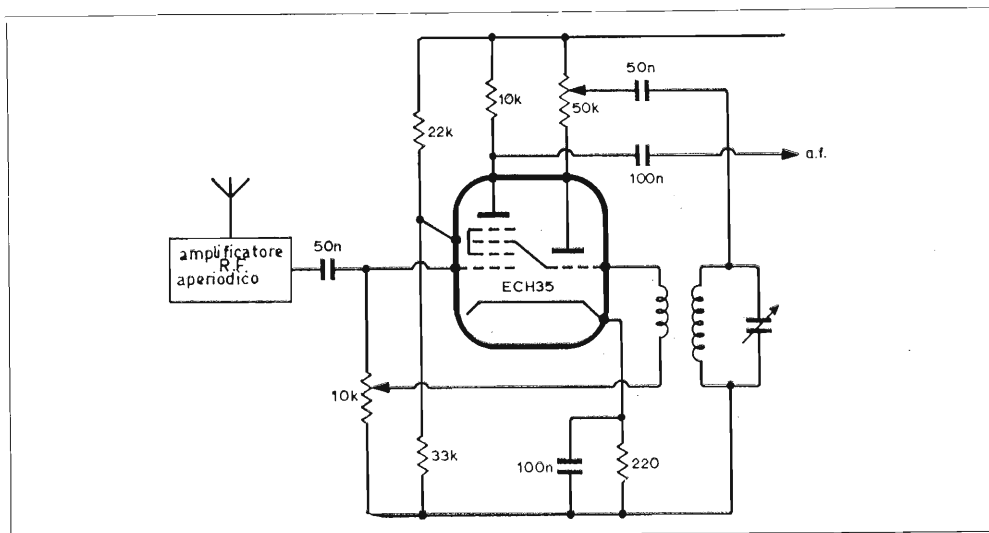 50n
10k
50k
22k
a.f.
100n
50n
amplificatore
R.F.
aperiodico
ECH35
10k
33k
100n
220